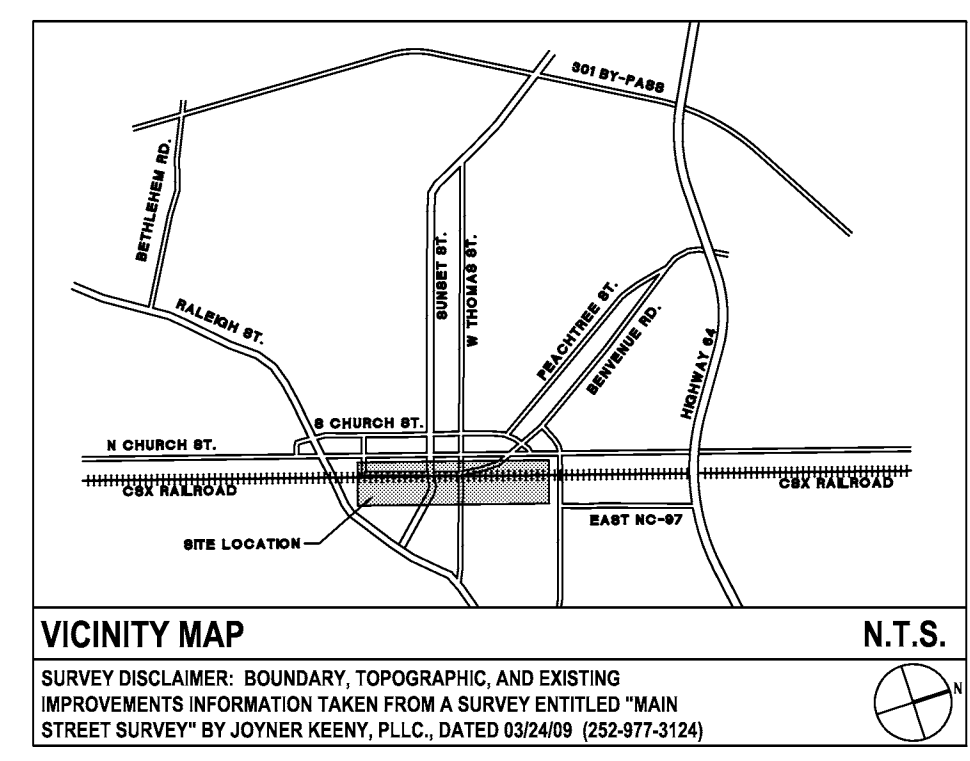 301 BY-PASS
BETHLEHEM RD.
RALEIGH ST.
SUNSET ST.
W THOMAS ST.
PEACHTREE ST.
BENVENUE RD.
HIGHWAY 64
S CHURCH ST.
N CHURCH ST.
CSX RAILROAD
CSX RAILROAD
EAST NC-97
SITE LOCATION
VICINITY MAP
N.T.S.
SURVEY DISCLAIMER: BOUNDARY, TOPOGRAPHIC, AND EXISTING
IMPROVEMENTS INFORMATION TAKEN FROM A SURVEY ENTITLED "MAIN
STREET SURVEY" BY JOYNER KEENY, PLLC., DATED 03/24/09 (252-977-3124)
N